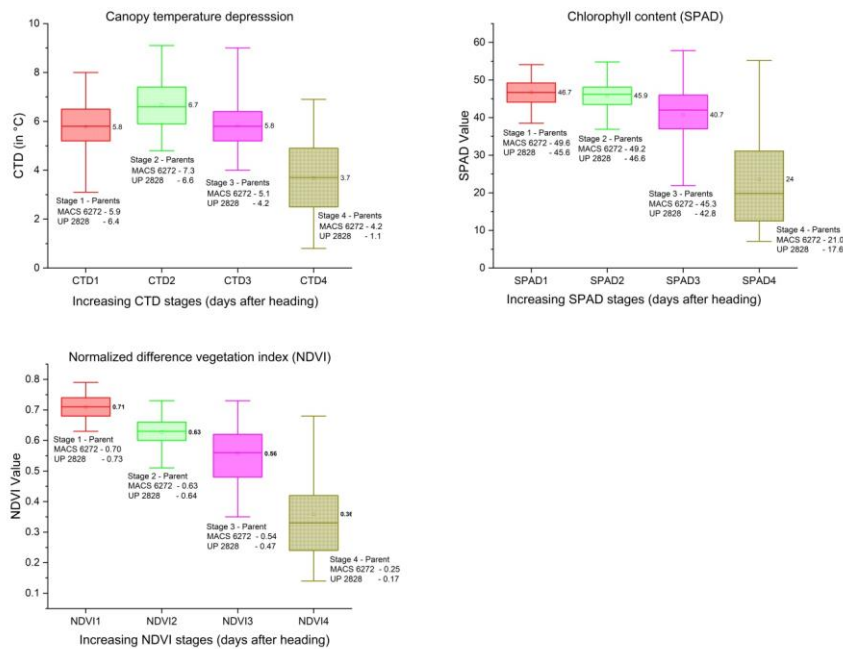 Canopy temperature depresssion
CTD (in °C)
10
8
6
4
2
0
5.8
6.7
5.8
3.7
Stage 1 - Parents
MACS 6272 - 5.9
UP 2828 - 6.4
Stage 2 - Parents
MACS 6272 - 7.3
UP 2828 - 6.6
Stage 3 - Parents
MACS 6272 - 5.1
UP 2828 - 4.2
Stage 4 - Parents
MACS 6272 - 4.2
UP 2828 - 1.1
CTD1 CTD2 CTD3 CTD4
Increasing CTD stages (days after heading)
Chlorophyll content (SPAD)
SPAD Value
60
50
40
30
20
10
0
46.7
45.9
40.7
24
Stage 1 - Parents
MACS 6272 - 49.6
UP 2828 - 45.6
Stage 2 - Parents
MACS 6272 - 49.2
UP 2828 - 46.6
Stage 3 - Parents
MACS 6272 - 45.3
UP 2828 - 42.8
Stage 4 - Parents
MACS 6272 - 21.0
UP 2828 - 17.6
SPAD1 SPAD2 SPAD3 SPAD4
Increasing SPAD stages (days after heading)
Normalized difference vegetation index (NDVI)
NDVI Value
0.8
0.7
0.6
0.5
0.4
0.3
0.2
0.1
0.71
0.63
0.56
Stage 1 - Parent
MACS 6272 - 0.70
UP 2828 - 0.73
Stage 2 - Parent
MACS 6272 - 0.63
UP 2828 - 0.64
Stage 3 - Parent
MACS 6272 - 0.54
UP 2828 - 0.47
Stage 4 - Parent
MACS 6272 - 0.25
UP 2828 - 0.17
NDVI1 NDVI2 NDVI3 NDVI4
Increasing NDVI stages (days after heading)